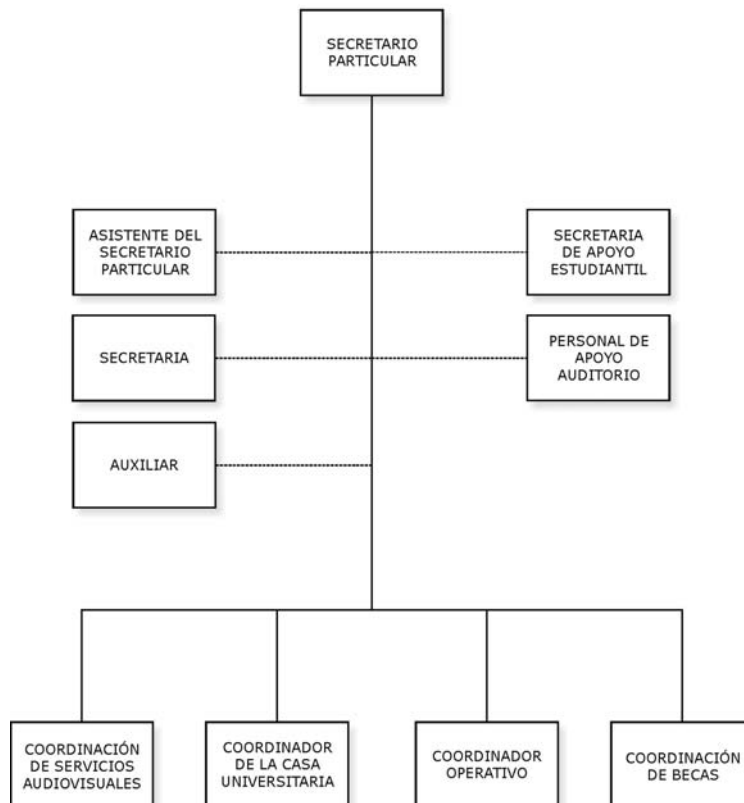 SECRETARIO
PARTICULAR
ASISTENTE DEL
SECRETARIO
PARTICULAR
SECRETARIA
DE APOYO
ESTUDIANTIL
SECRETARIA
PERSONAL DE
APOYO
AUDITORIO
AUXILIAR
COORDINACIÓN
DE SERVICIOS
AUDIOVISUALES
COORDINADOR
DE LA CASA
UNIVERSITARIA
COORDINADOR
OPERATIVO
COORDINACIÓN
DE BECAS